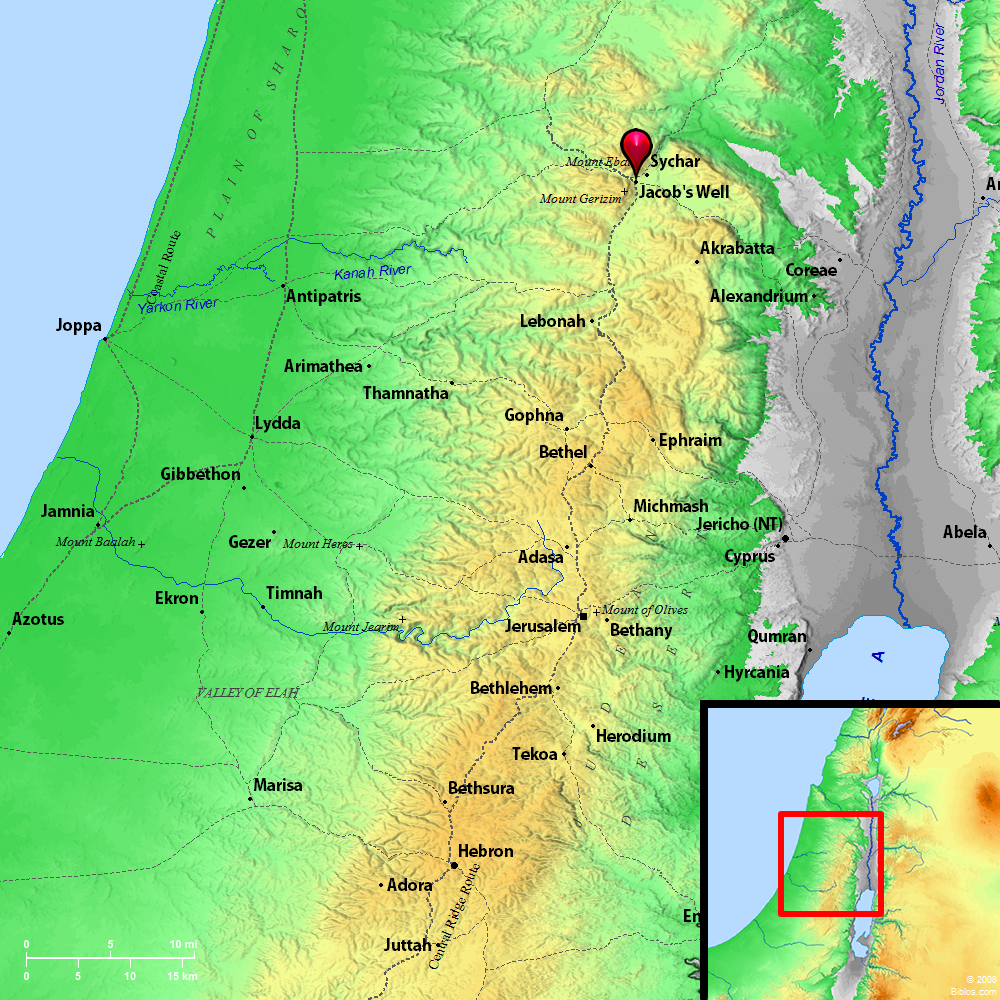 PLAIN OF SHARO
Jordan River
Mount Ebal
Sychar
Jacob's Well
Mount Gerizim
Akrabatta
Coreae
Coastal Route
Kanah River
Yarkon River
Antipatris
Alexandrium
Joppa
Lebonah
Arimathea
Thamnatha
Gophna
Lydda
Ephraim
Bethel
Gibbethon
Michmash
Jamnia
Jericho (NT)
Abela
Mount Baalah
Gezer
Mount Heres
Adasa
Cyprus
Ekron
Timnah
Mount of Olives
Azotus
Mount Jearim
Jerusalem
Bethany
Qumran
A
Hyrcania
VALLEY OF ELAH
Bethlehem
Herodium
Tekoa
Marisa
Bethsura
Hebron
Adora
Central Ridge Route
Juttah
0 5 10 mi
0 5 10 15 km
© 2008
Biblos.com